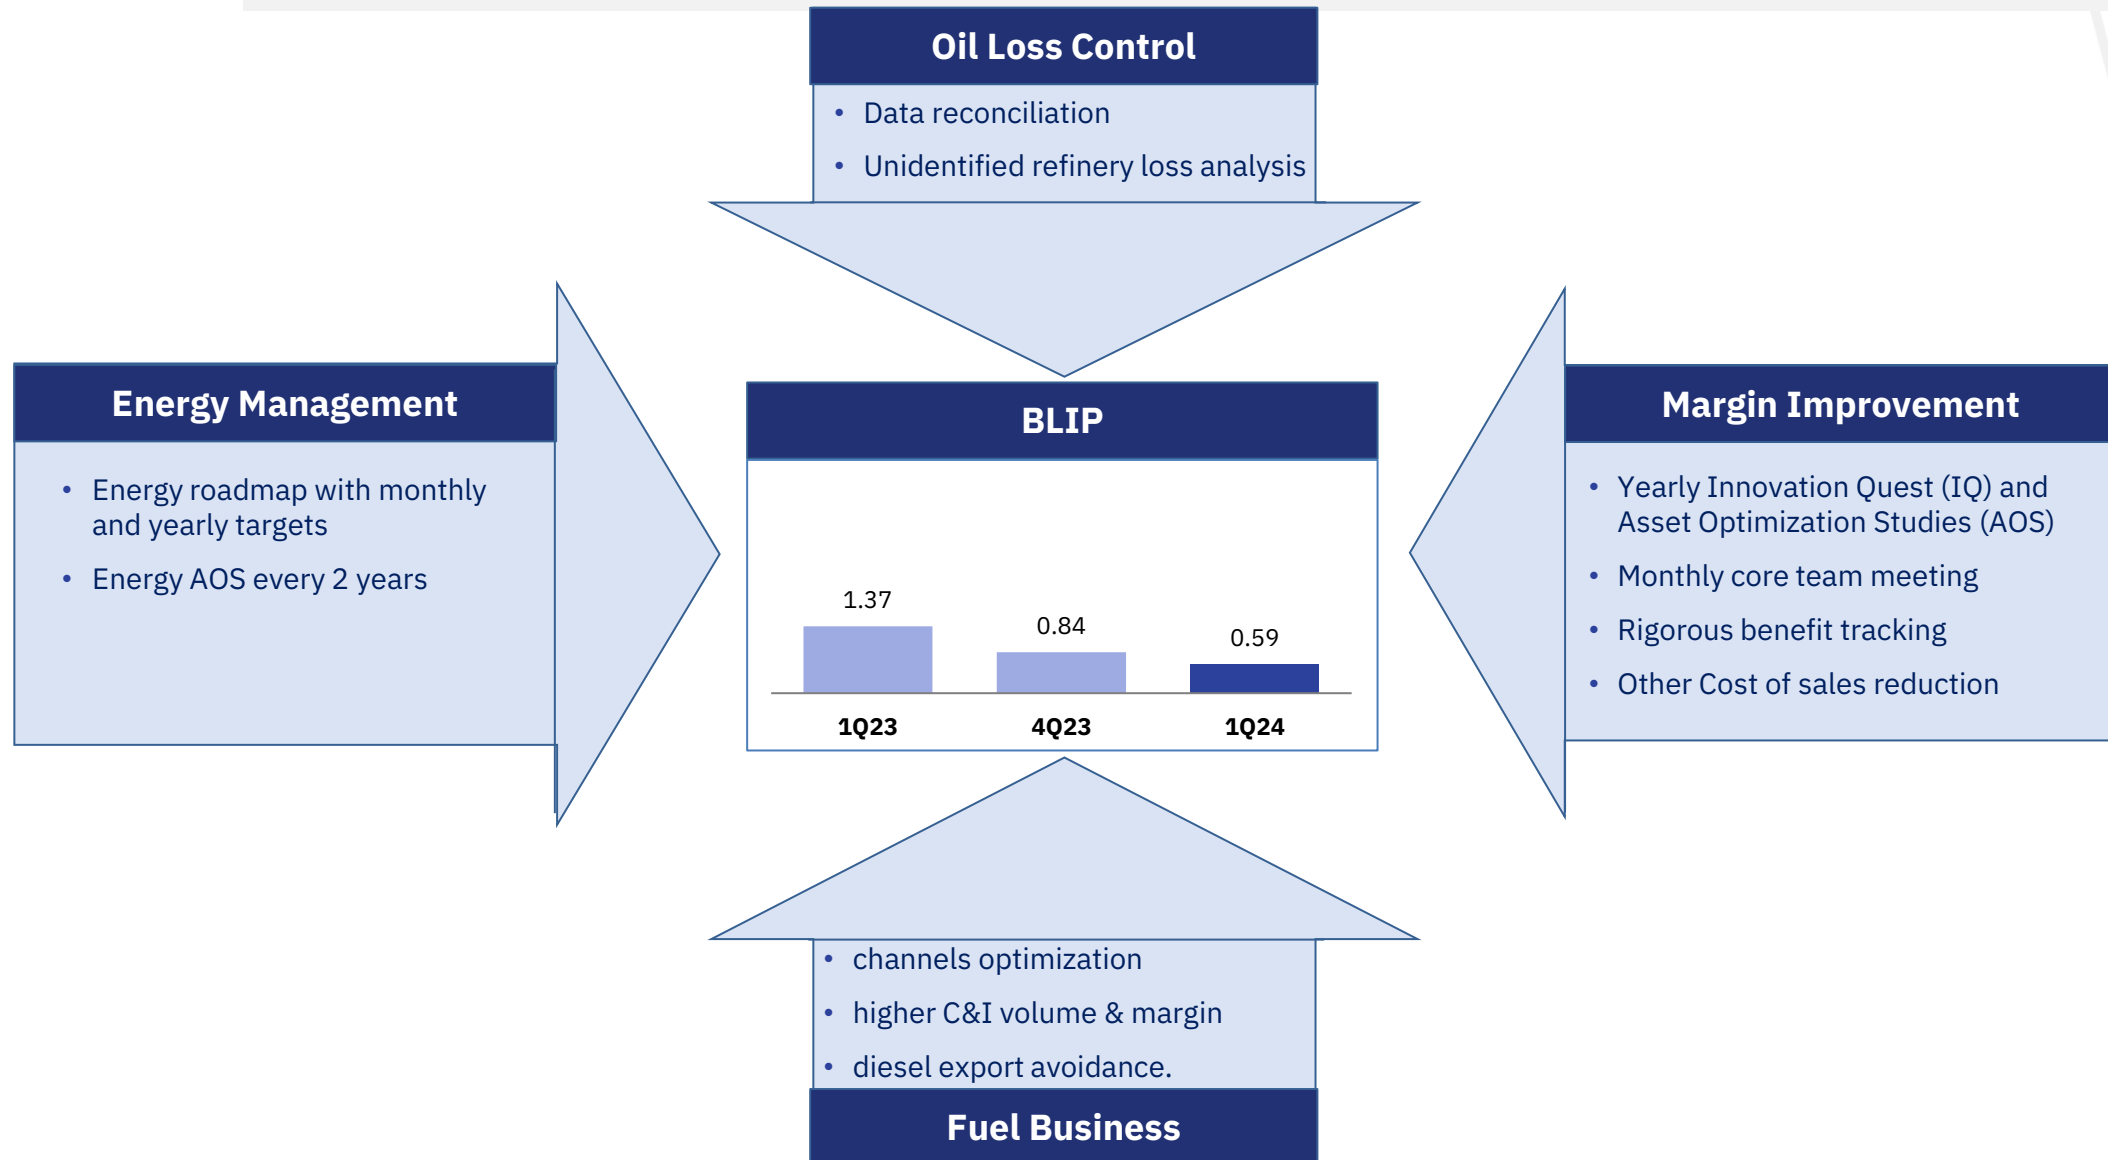 Oil Loss Control
• Data reconciliation
• Unidentified refinery loss analysis
Energy Management
• Energy roadmap with monthly
and yearly targets
• Energy AOS every 2 years
BLIP
1.37
0.84
0.59
1Q23
4Q23
1Q24
Margin Improvement
• Yearly Innovation Quest (IQ) and
Asset Optimization Studies (AOS)
• Monthly core team meeting
• Rigorous benefit tracking
• Other Cost of sales reduction
• channels optimization
• higher C&I volume & margin
• diesel export avoidance.
Fuel Business